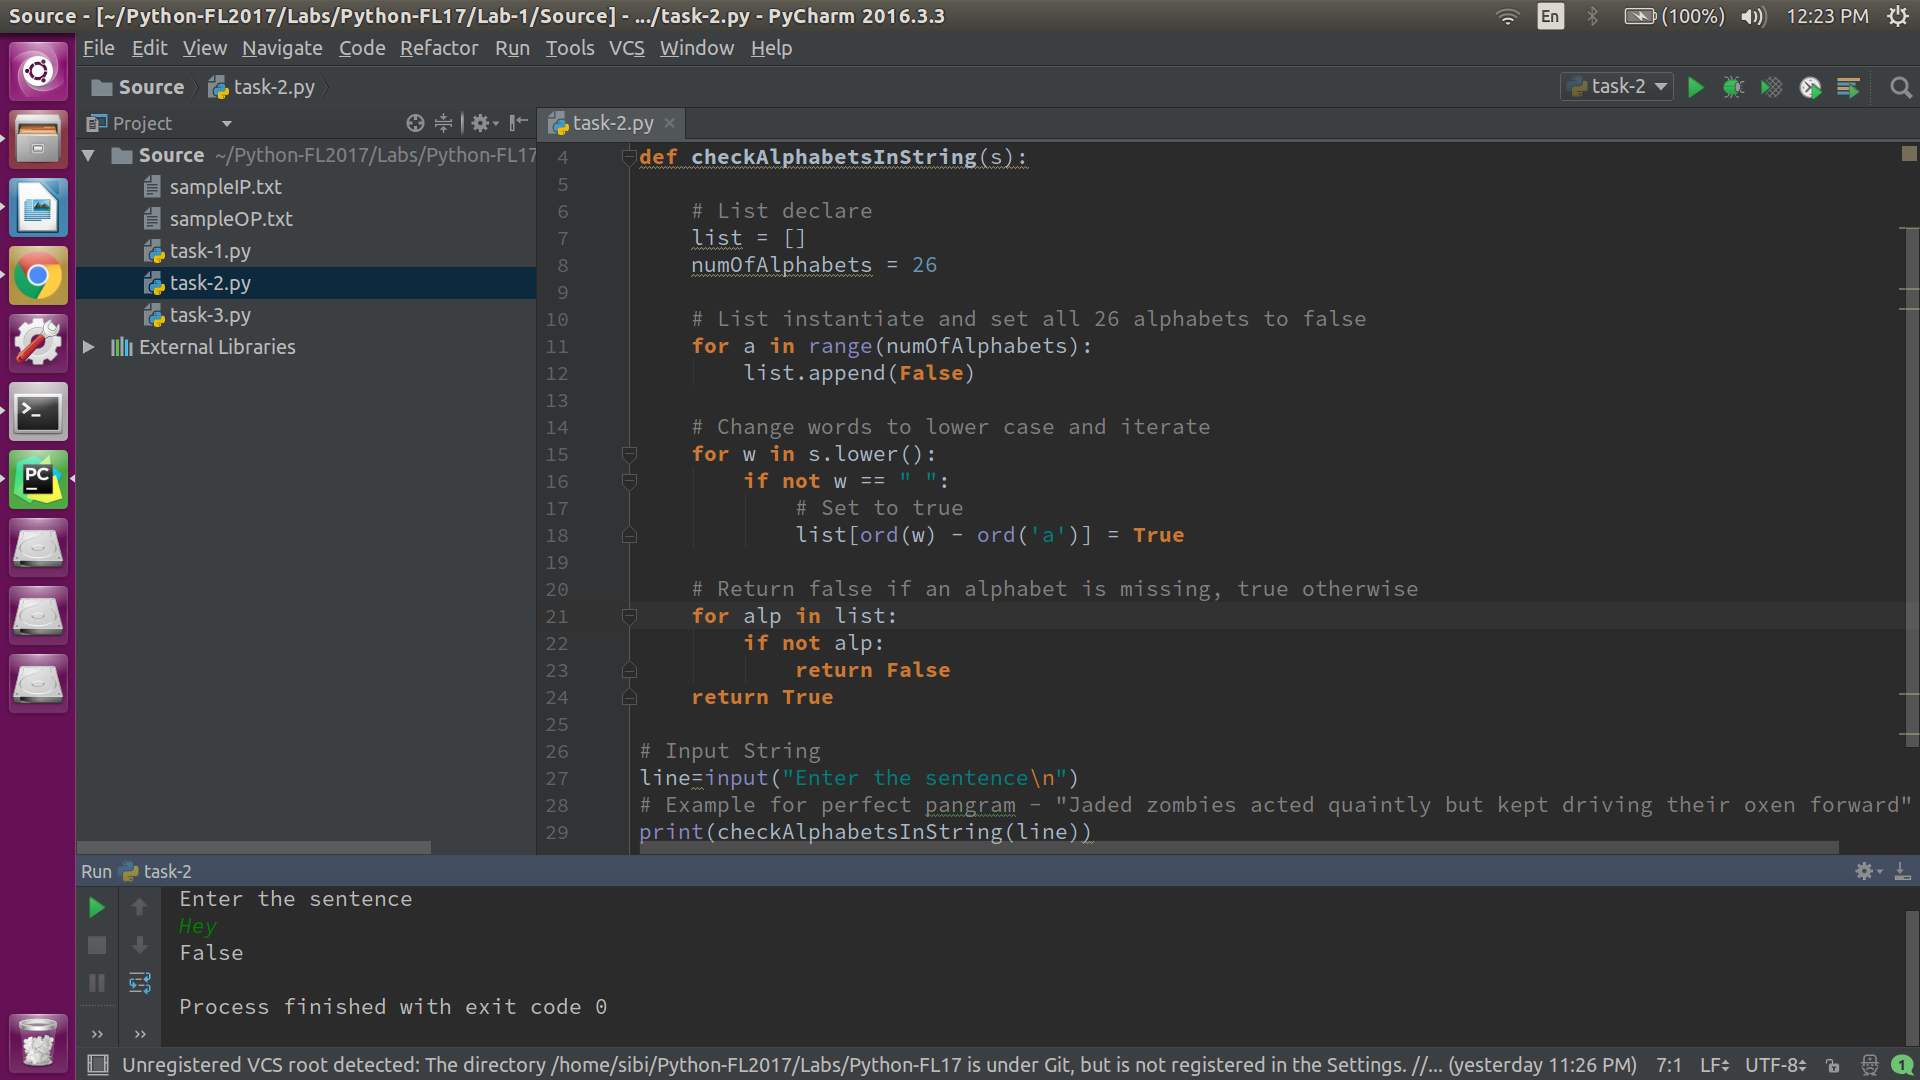 Source - [~/Python-FL2017/Labs/Python-FL17/Lab-1/Source] - .../task-2.py - PyCharm 2016.3.3
En
(100%)
12:23 PM
File Edit View Navigate Code Refactor Run Tools VCS Window Help
Source task-2.py
task-2
Project
task-2.py
Source ~/Python-FL2017/Labs/Python-FL17
sampleIP.txt
sampleOP.txt
task-1.py
task-2.py
task-3.py
External Libraries
4 def checkAlphabetsInString(s):
5
6 # List declare
7 list = []
8 numOfAlphabets = 26
9
10 # List instantiate and set all 26 alphabets to false
11 for a in range(numOfAlphabets):
12 list.append(False)
13
14 # Change words to lower case and iterate
15 for w in s.lower():
16 if not w == " ":
17 # Set to true
18 list[ord(w) - ord('a')] = True
19
20 # Return false if an alphabet is missing, true otherwise
21 for alp in list:
22 if not alp:
23 return False
24 return True
25
26 # Input String
27 line=input("Enter the sentence\n")
28 # Example for perfect pangram - "Jaded zombies acted quaintly but kept driving their oxen forward"
29 print(checkAlphabetsInString(line))
Run task-2
Enter the sentence
Hey
False
Process finished with exit code 0
PC
Unregistered VCS root detected: The directory /home/sibi/Python-FL2017/Labs/Python-FL17 is under Git, but is not registered in the Settings. //... (yesterday 11:26 PM) 7:1 LF UTF-8 1